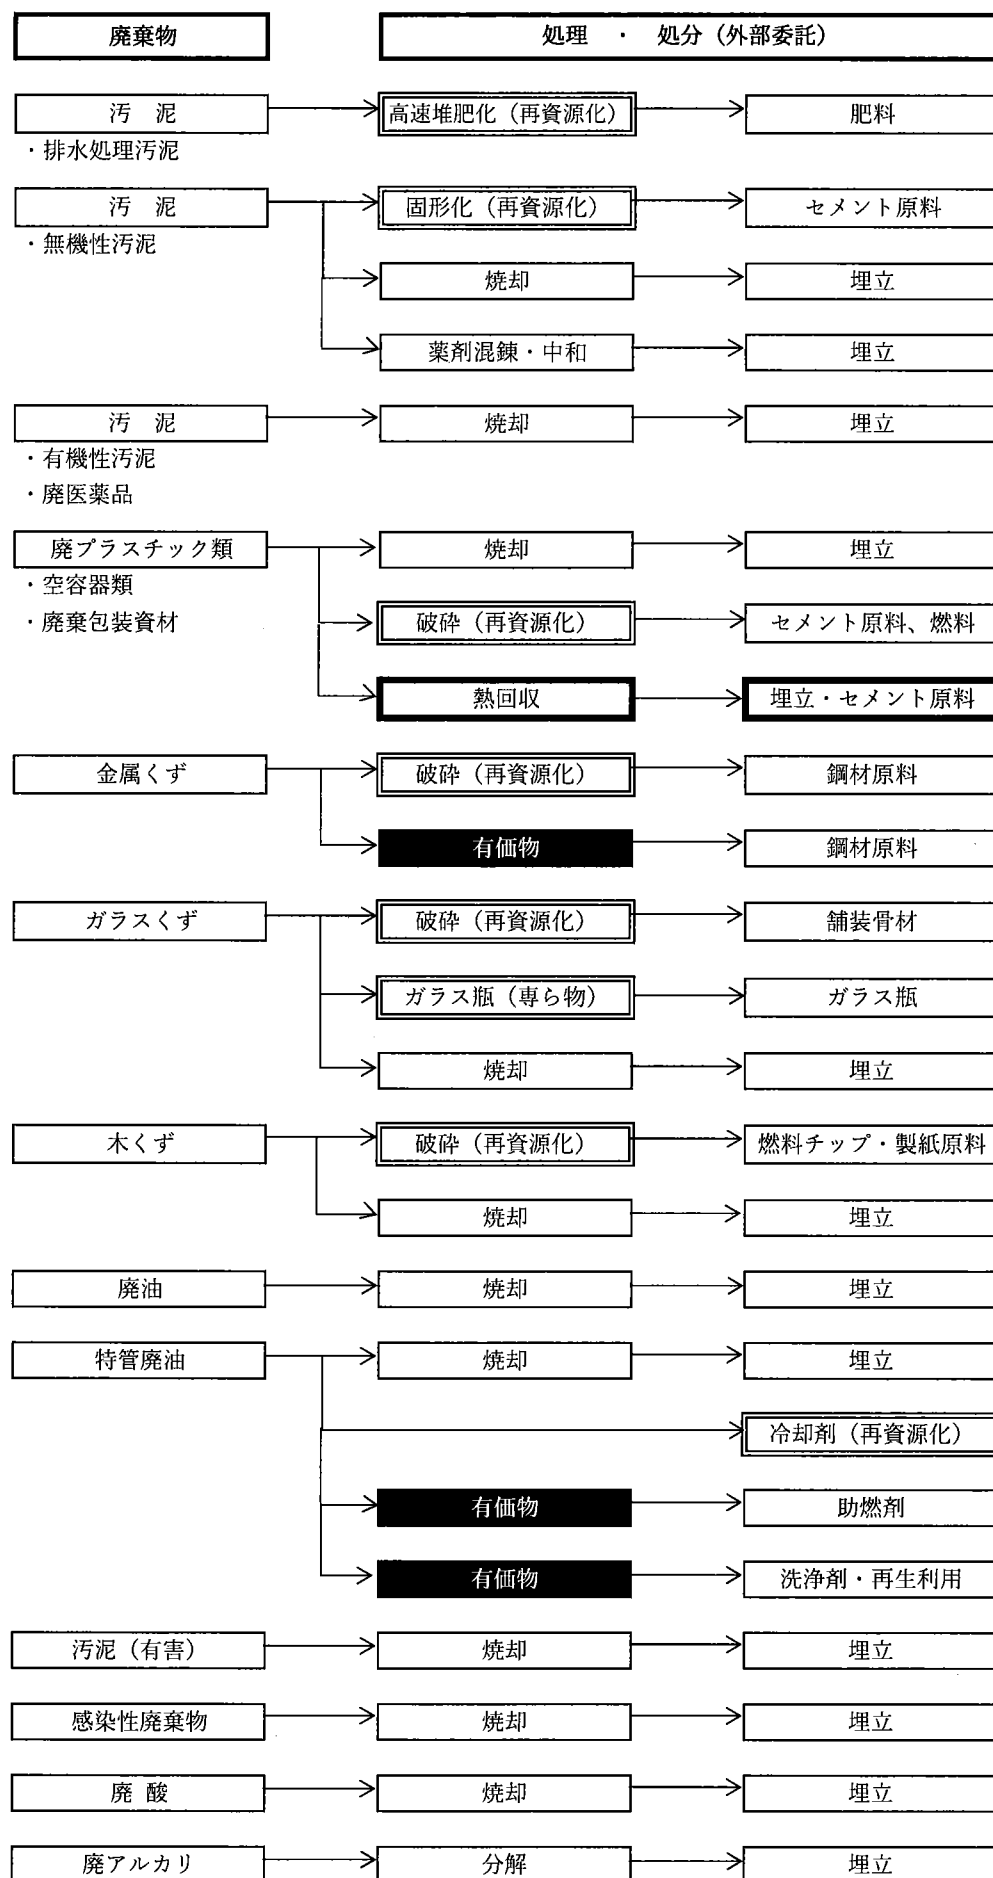 廃棄物
処理 ・ 処分（外部委託）
汚 泥
高速堆肥化（再資源化）
肥料
・排水処理汚泥
汚 泥
固形化（再資源化）
セメント原料
・無機性汚泥
焼却
埋立
薬剤混錬・中和
埋立
汚 泥
焼却
埋立
・有機性汚泥
・廃医薬品
廃プラスチック類
焼却
埋立
・空容器類
・廃棄包装資材
破砕（再資源化）
セメント原料、燃料
熱回収
埋立・セメント原料
金属くず
破砕（再資源化）
鋼材原料
有価物
鋼材原料
ガラスくず
破砕（再資源化）
舗装骨材
ガラス瓶（専ら物）
ガラス瓶
焼却
埋立
木くず
破砕（再資源化）
燃料チップ・製紙原料
焼却
埋立
廃油
焼却
埋立
特管廃油
焼却
埋立
冷却剤（再資源化）
有価物
助燃剤
有価物
洗浄剤・再生利用
汚泥（有害）
焼却
埋立
感染性廃棄物
焼却
埋立
廃 酸
焼却
埋立
廃アルカリ
分解
埋立